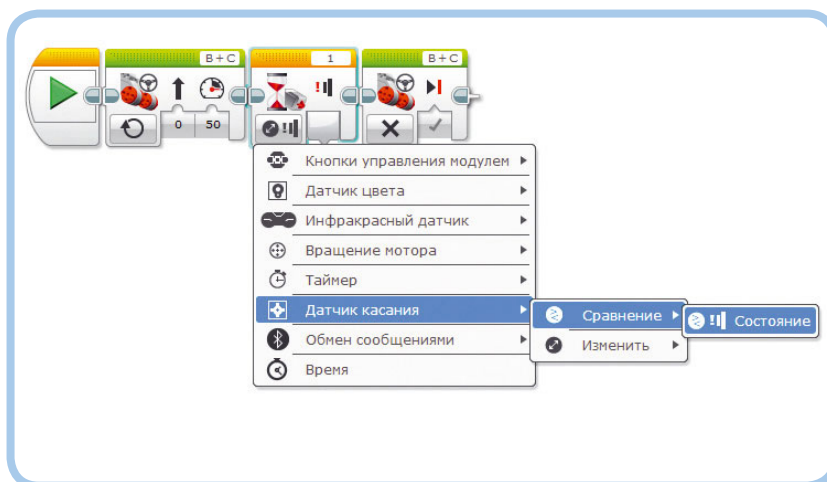 B+C 1 B+C
0 50
Кнопки управления модулем
Датчик цвета
Инфракрасный датчик
Вращение мотора
Таймер
Датчик касания
Сравнение
Состояние
Обмен сообщениями
Изменить
Время